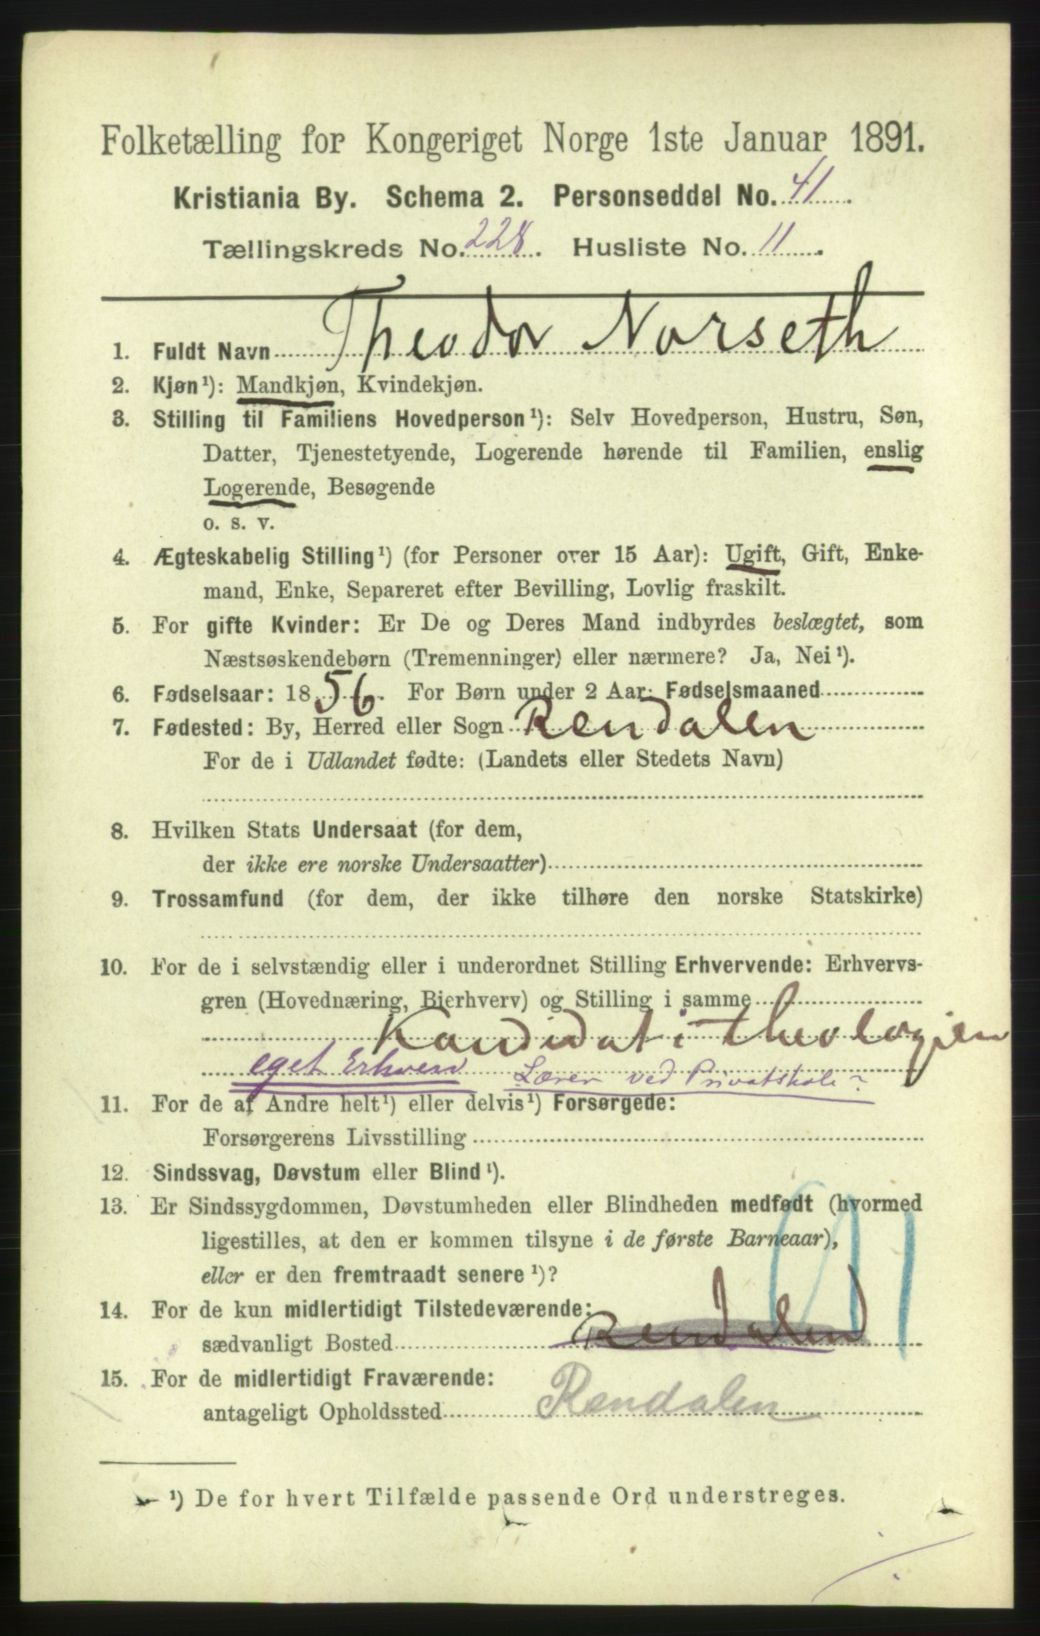 Folketælling for Kongeriget Norge 1ste Januar 1891.
Kristiania By. Schema 2. Personseddel No. 41.
Tællingskreds No. 228. Husliste No. 11.
1. Fuldt Navn Theodor Norseth
2. Kjøn¹): Mandkjøn, Kvindekjøn.
3. Stilling til Familiens Hovedperson¹): Selv Hovedperson, Hustru, Søn,
Datter, Tjenestetyende, Logerende hørende til Familien, enslig
Logerende, Besøgende
o. s. v.
4. Ægteskabelig Stilling¹) (for Personer over 15 Aar): Ugift, Gift, Enke-
mand, Enke, Separeret efter Bevilling, Lovlig fraskilt.
5. For gifte Kvinder: Er De og Deres Mand indbyrdes beslægtet, som
Næstsøskendebørn (Tremenninger) eller nærmere? Ja, Nei¹).
6. Fødselsaar: 1856. For Børn under 2 Aar: Fødselsmaaned
7. Fødested: By, Herred eller Sogn Rendalen
For de i Udlandet fødte: (Landets eller Stedets Navn)
8. Hvilken Stats Undersaat (for dem,
der ikke ere norske Undersaatter)
9. Trossamfund (for dem, der ikke tilhøre den norske Statskirke)
10. For de i selvstændig eller i underordnet Stilling Erhvervende: Erhvervs-
gren (Hovednæring, Bierhverv) og Stilling i samme
Kandidat i theologien
eget Erhverv Lærer ved Privatskole?
11. For de af Andre helt¹) eller delvis¹) Forsørgede:
Forsørgerens Livsstilling
12. Sindssvag, Døvstum eller Blind¹).
13. Er Sindssygdommen, Døvstumheden eller Blindheden medfødt (hvormed
ligestilles, at den er kommen tilsyne i de første Barneaar),
eller er den fremtraadt senere¹)?
14. For de kun midlertidigt Tilstedeværende:
sædvanligt Bosted Rendalen
15. For de midlertidigt Fraværende:
antageligt Opholdssted Rendalen
¹) De for hvert Tilfælde passende Ord understreges.